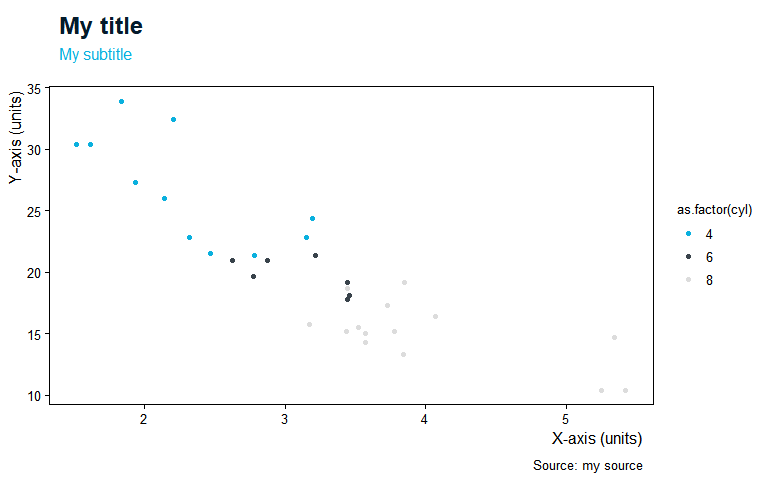 My title
My subtitle
Y-axis (units)
35
30
25
20
15
10
2 3 4 5
X-axis (units)
Source: my source
as.factor(cyl)
4
6
8